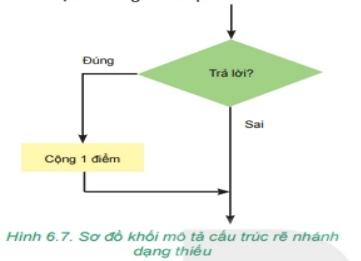 Đúng
Trả lời?
Sai
Cộng 1 điểm
Hình 6.7. Sơ đồ khối mô tả cấu trúc rẽ nhánh
dạng thiếu